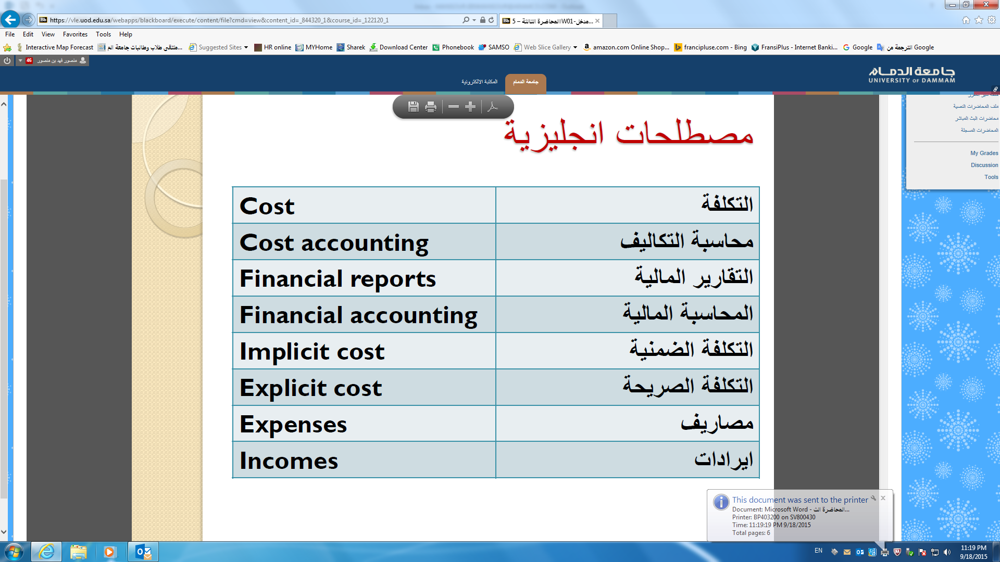 https://vle.uod.edu.sa/webapps/blackboard/execute/content/file?cmd=view&content_id=_844320_1&course_id=_122120_1
File Edit View Favorites Tools Help
Interactive Map Forecast ملتقى طلاب وطالبات جامعة الم... Suggested Sites HR online MYHome Sharek Download Center Phonebook SAMSO Web Slice Gallery amazon.com Online Shop... francipluse.com - Bing FransiPlus - Internet Banki... Google الترجمة من Google
منصور فهد بن منصور 46
جامعة الدمام
UNIVERSITY OF DAMMAM
جامعة الدمام المكتبة الالكترونية
ملف المحاضرات النصية
محاضرات البث المباشر
المحاضرات المسجلة
My Grades
Discussion
Tools
مصطلحات انجليزية
Cost التكلفة
Cost accounting محاسبة التكاليف
Financial reports التقارير المالية
Financial accounting المحاسبة المالية
Implicit cost التكلفة الضمنية
Explicit cost التكلفة الصريحة
Expenses مصاريف
Incomes ايرادات
This document was sent to the printer
Document: Microsoft Word - المحاضرة الث...
Printer: BP403200 on SV800430
Time: 11:19:19 PM 9/18/2015
Total pages: 6
EN
11:19 PM
9/18/2015